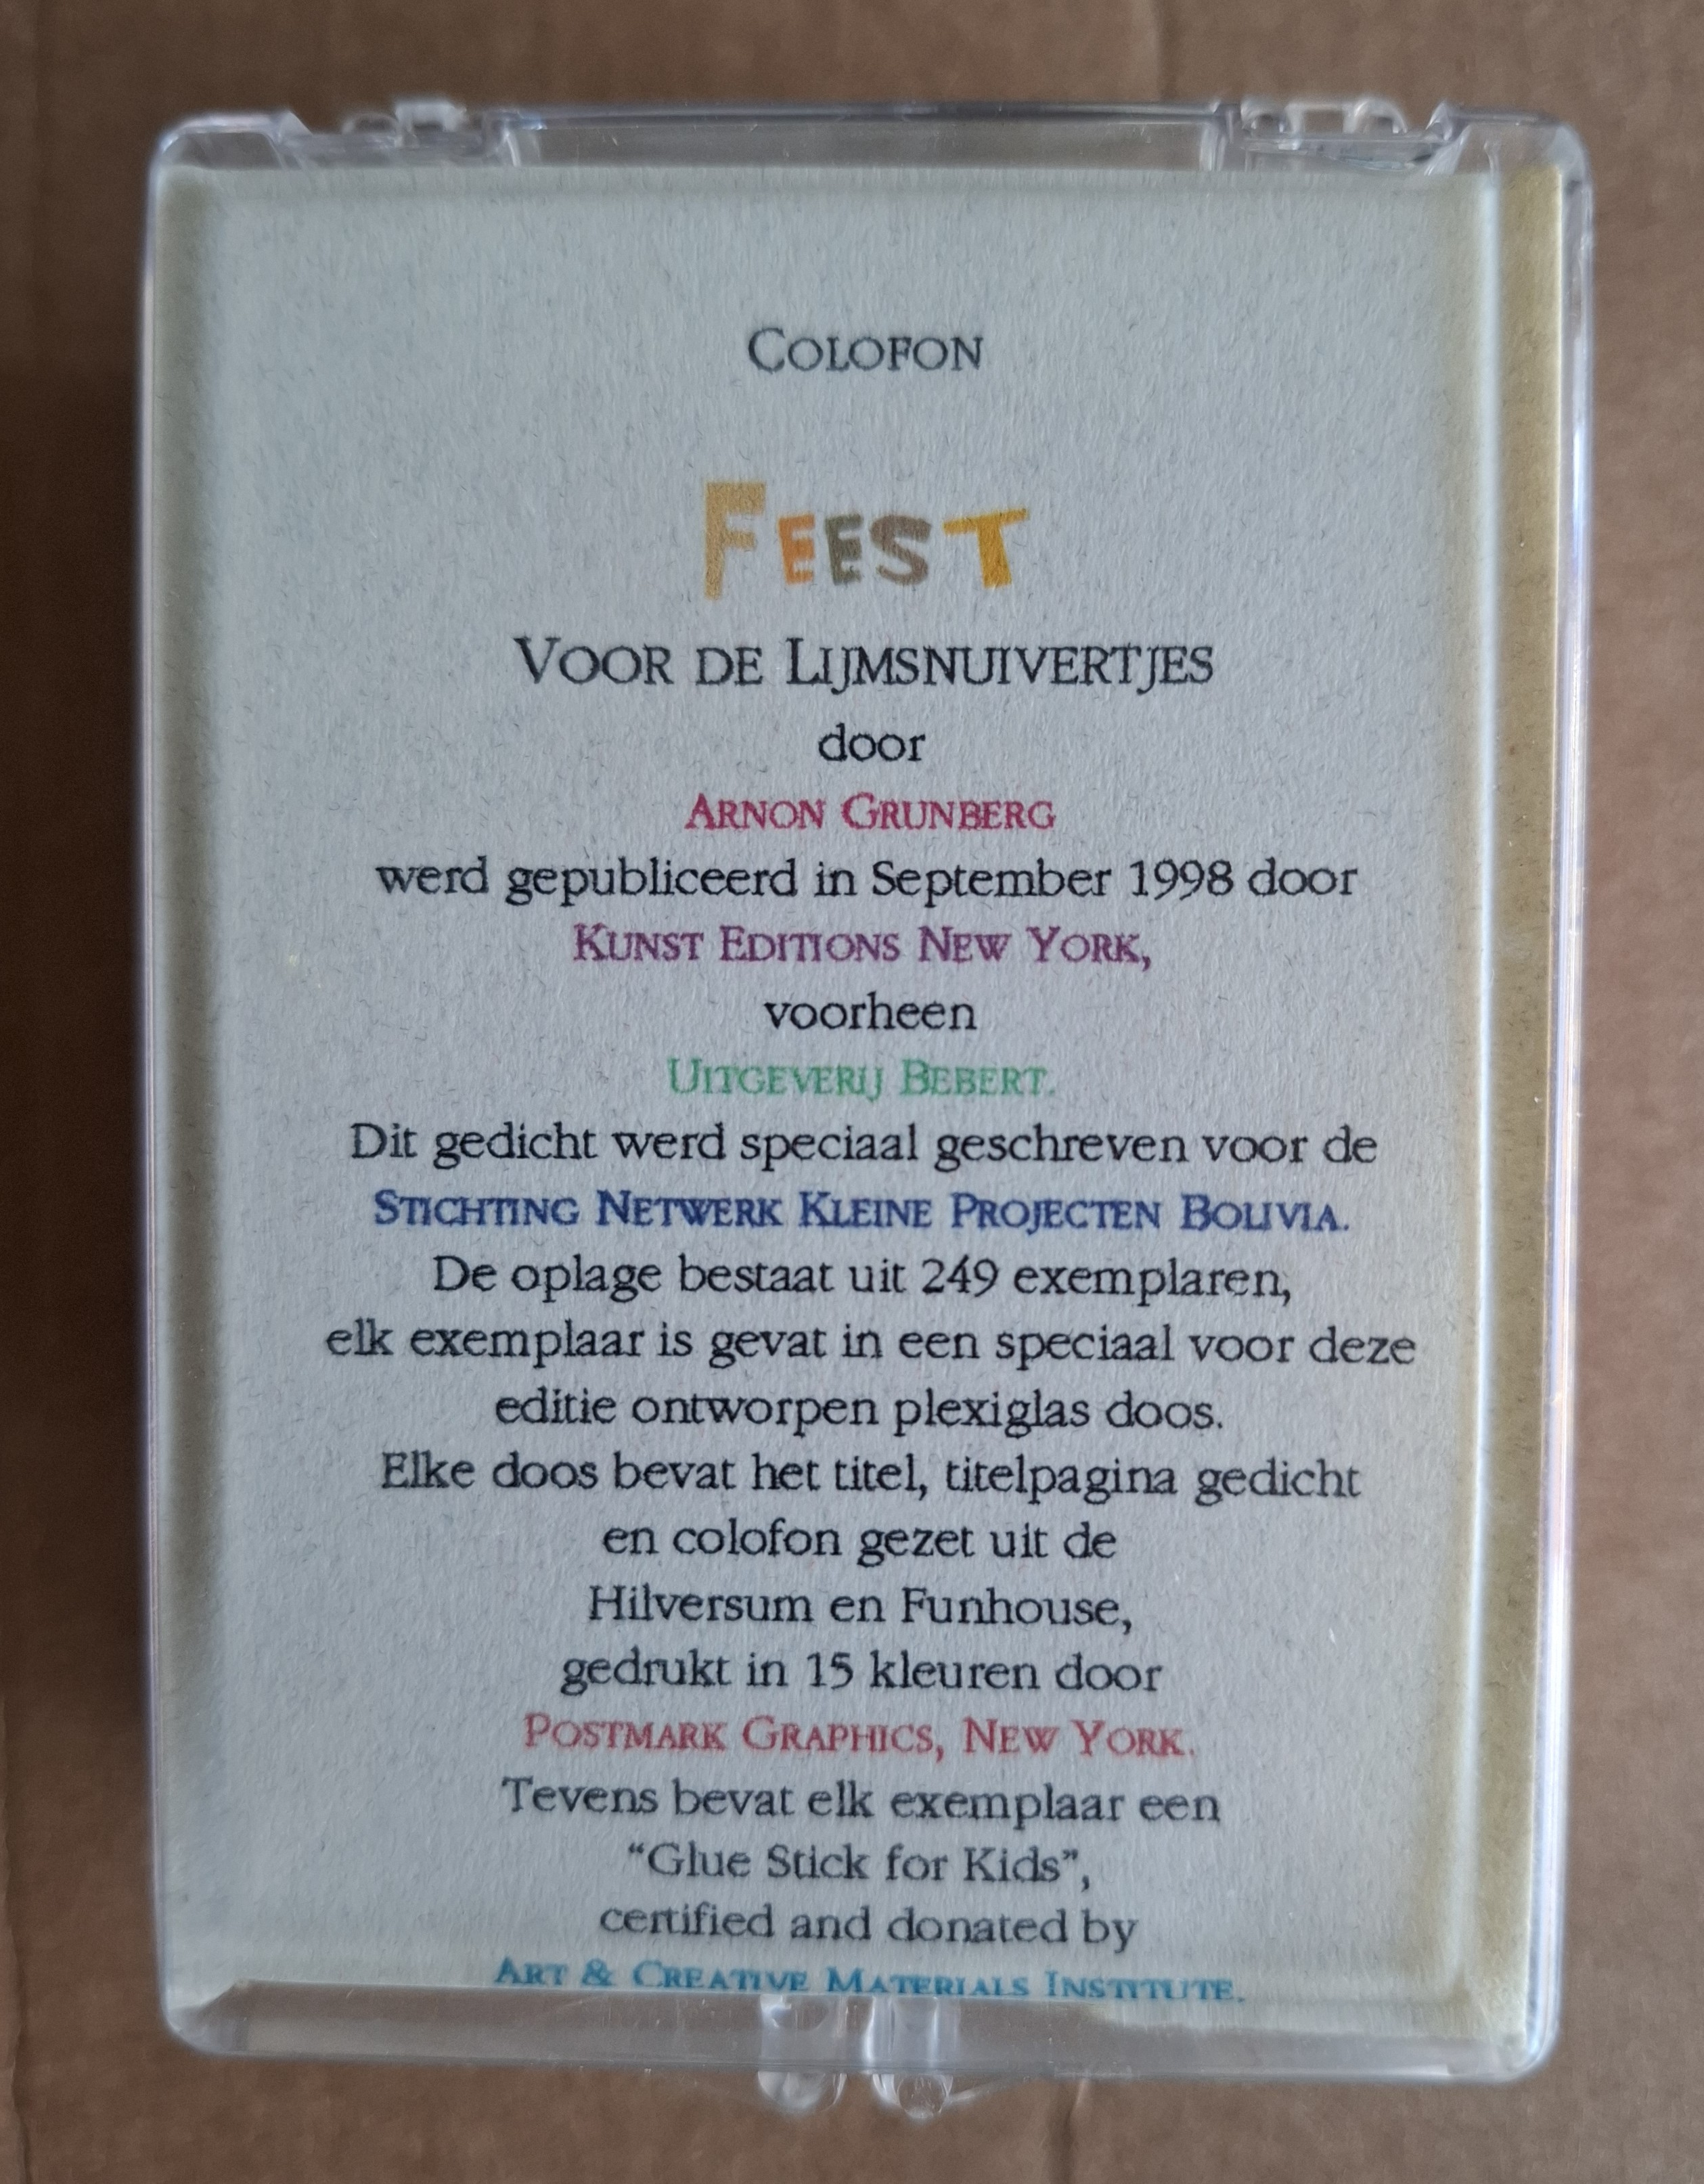 COLOFON
FEEST
VOOR DE LIJMSNUIVERTJES
door
ARNON GRUNBERG
werd gepubliceerd in September 1998 door
KUNST EDITIONS NEW YORK,
voorheen
UITGEVERIJ BEBERT.
Dit gedicht werd speciaal geschreven voor de
STICHTING NETWERK KLEINE PROJECTEN BOLIVIA.
De oplage bestaat uit 249 exemplaren,
elk exemplaar is gevat in een speciaal voor deze
editie ontworpen plexiglas doos.
Elke doos bevat het titel, titelpagina gedicht
en colofon gezet uit de
Hilversum en Funhouse,
gedrukt in 15 kleuren door
POSTMARK GRAPHICS, NEW YORK.
Tevens bevat elk exemplaar een
“Glue Stick for Kids”,
certified and donated by
ART & CREATIVE MATERIALS INSTITUTE.